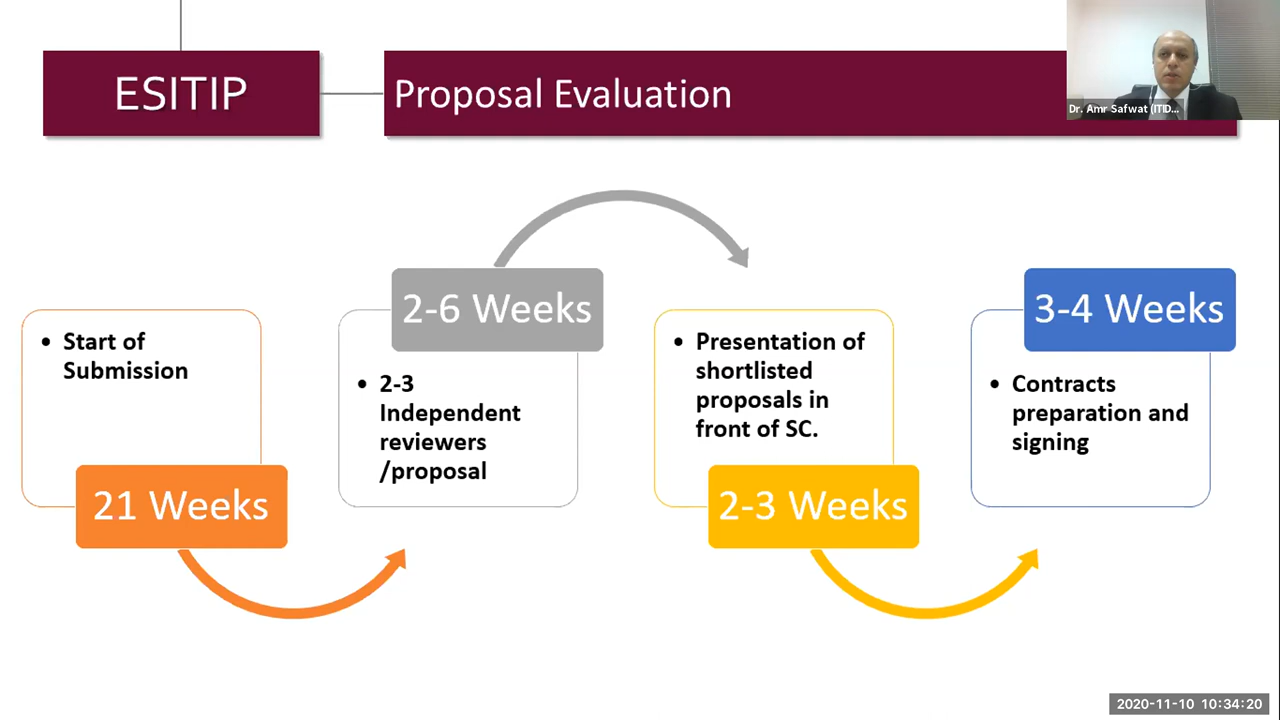 ESITIP
Proposal Evaluation
Dr. Amr Safwat (ITID...
• Start of
Submission
21 Weeks
2-6 Weeks
• 2-3
Independent
reviewers
/proposal
• Presentation of
shortlisted
proposals in
front of SC.
2-3 Weeks
3-4 Weeks
• Contracts
preparation and
signing
2020-11-10 10:34:20